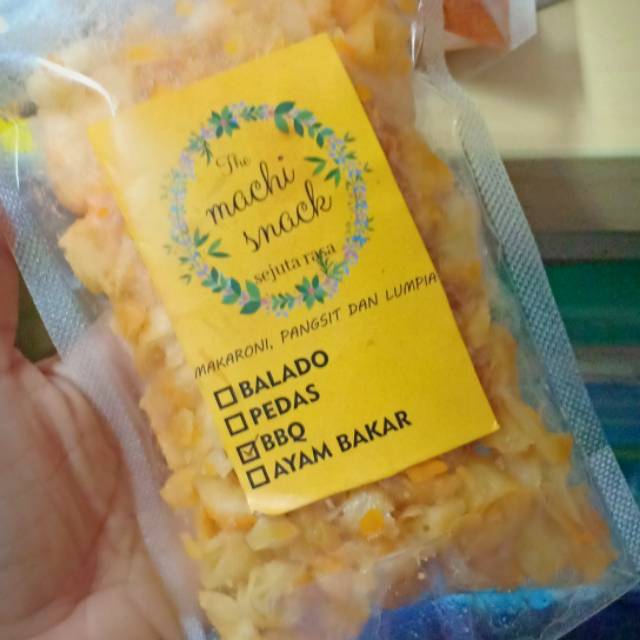 The
machi
snack
sejuta rasa
MAKARONI, PANGSIT DAN LUMPIA
BALADO
PEDAS
BBQ
AYAM BAKAR